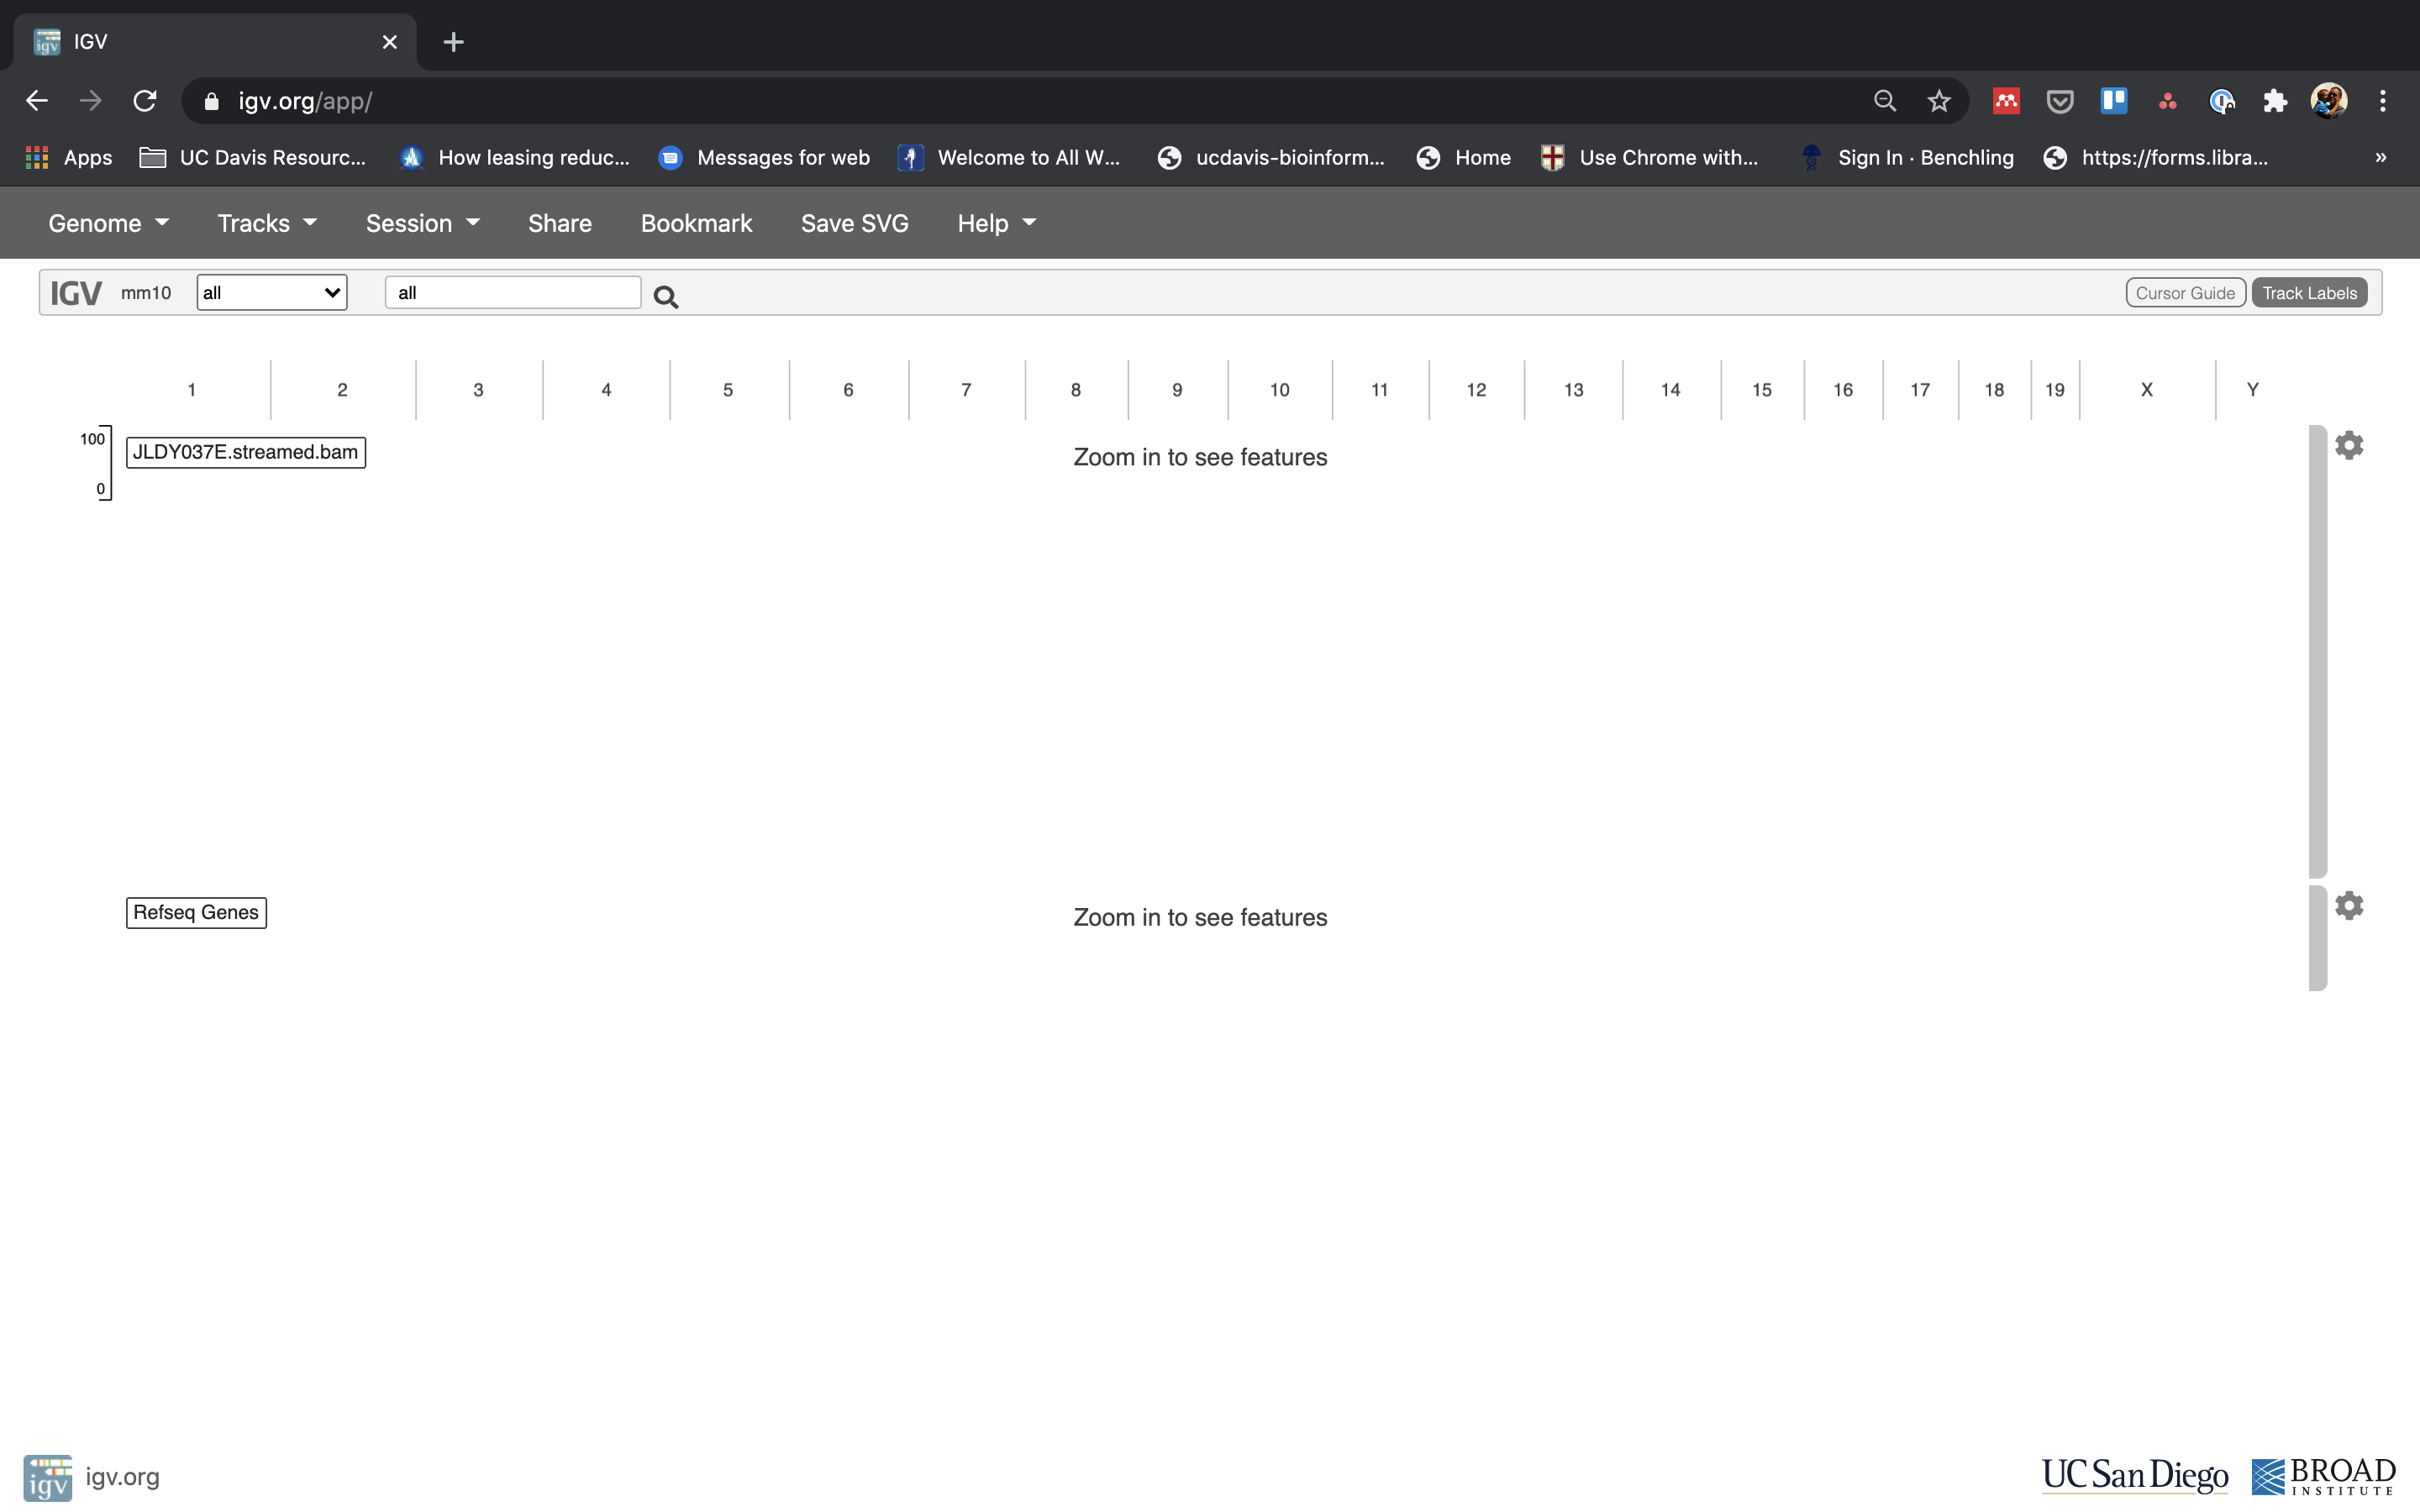 IGV
igv.org/app/
Apps UC Davis Resourc... How leasing reduc... Messages for web Welcome to All W... ucdavis-bioinform... Home Use Chrome with... Sign In · Benchling https://forms.libra... »
Genome Tracks Session Share Bookmark Save SVG Help
IGV mm10 all all Cursor Guide Track Labels
1 2 3 4 5 6 7 8 9 10 11 12 13 14 15 16 17 18 19 X Y
100
JLDY037E.streamed.bam Zoom in to see features
0
Refseq Genes Zoom in to see features
igv igv.org UC San Diego BROAD
INSTITUTE